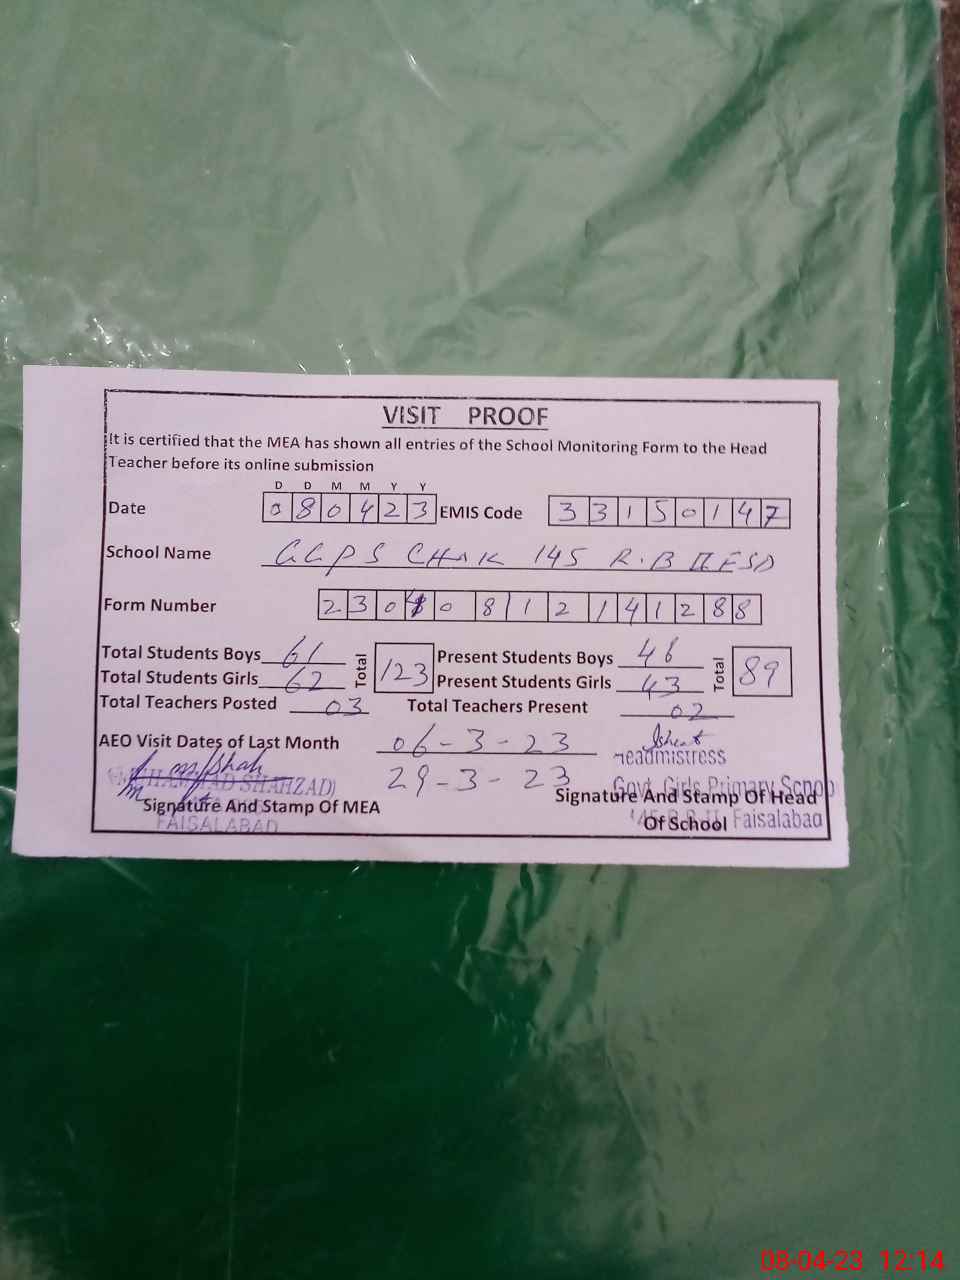 VISIT PROOF
It is certified that the MEA has shown all entries of the School Monitoring Form to the Head
Teacher before its online submission
D D M M Y Y
Date 0 8 0 4 2 3 EMIS Code 3 3 1 5 0 1 4 7
School Name GGPS CHAK 145 R.B II FSD
Form Number 2 3 0 4 0 8 1 2 1 4 1 2 8 8
Total Students Boys 61 Total 123 Present Students Boys 46 Total 89
Total Students Girls 62 Present Students Girls 43
Total Teachers Posted 03 Total Teachers Present 02
AEO Visit Dates of Last Month 06-3-23
29-3-23
Headmistress
(MUHAMMAD SHAHZAD)
Govt. Girls Primary School
Signature And Stamp Of MEA
Signature And Stamp Of Head
Of School
FAISALABAD
Faisalabad
08-04-23 12:14